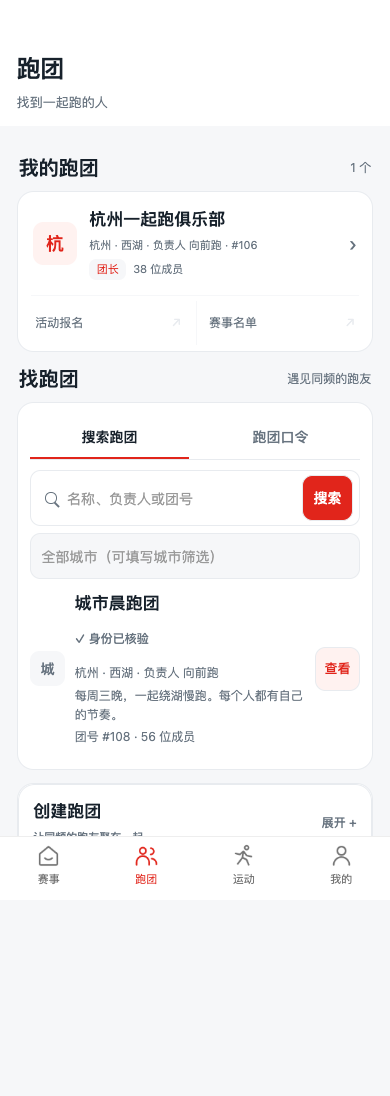 跑团
找到一起跑的人
我的跑团
1 个
杭
杭州一起跑俱乐部
杭州 · 西湖 · 负责人 向前跑 · #106
团长 38 位成员
活动报名
赛事名单
找跑团
遇见同频的跑友
搜索跑团
跑团口令
名称、负责人或团号
搜索
全部城市（可填写城市筛选）
城
城市晨跑团
✓ 身份已核验
杭州 · 西湖 · 负责人 向前跑
每周三晚，一起绕湖慢跑。每个人都有自己
的节奏。
团号 #108 · 56 位成员
查看
创建跑团
展开 +
赛事
跑团
运动
我的